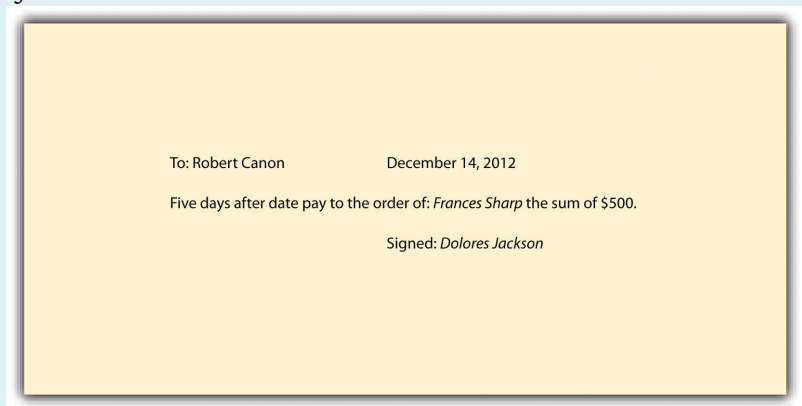 To: Robert Canon December 14, 2012
Five days after date pay to the order of: Frances Sharp the sum of $500.
Signed: Dolores Jackson